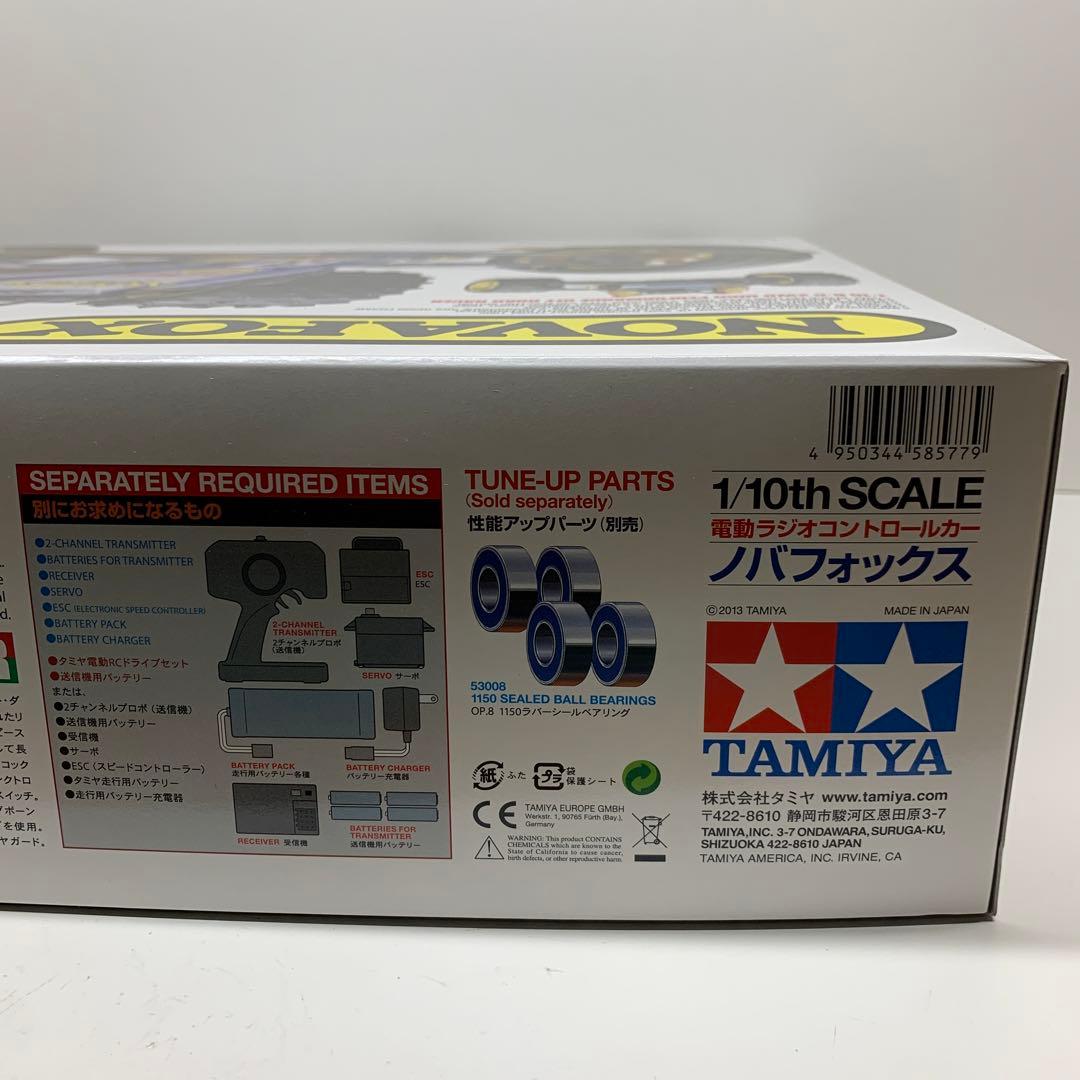 NOVAFOX
4 950344 585779
SEPARATELY REQUIRED ITEMS
別にお求めになるもの
●2-CHANNEL TRANSMITTER
●BATTERIES FOR TRANSMITTER
●RECEIVER
●SERVO
●ESC (ELECTRONIC SPEED CONTROLLER)
●BATTERY PACK
●BATTERY CHARGER
●タミヤ電動RCドライブセット
●送信機用バッテリー
または、
●2チャンネルプロポ(送信機)
●送信機用バッテリー
●受信機
●サーボ
●ESC(スピードコントローラー)
●タミヤ走行用バッテリー
●走行用バッテリー充電器
ESC
ESC
2-CHANNEL
TRANSMITTER
2チャンネルプロポ
(送信機)
SERVO サーボ
BATTERY PACK
走行用バッテリー各種
BATTERY CHARGER
バッテリー充電器
RECEIVER 受信機
BATTERIES FOR
TRANSMITTER
送信機用バッテリー
TUNE-UP PARTS
(Sold separately)
性能アップパーツ(別売)
53008
1150 SEALED BALL BEARINGS
OP.8 1150ラバーシールベアリング
紙 ふた プラ 袋
保護シート
CE
TAMIYA EUROPE GMBH
Werkstr. 1, 90765 Fürth (Bay.),
Germany
WARNING: This product CONTAINS
CHEMICALS which are known to the
State of California to cause cancer,
birth defects, or other reproductive harm.
1/10th SCALE
電動ラジオコントロールカー
ノバフォックス
©2013 TAMIYA MADE IN JAPAN
TAMIYA
株式会社タミヤ www.tamiya.com
〒422-8610 静岡市駿河区恩田原3-7
TAMIYA, INC. 3-7 ONDAWARA, SURUGA-KU,
SHIZUOKA 422-8610 JAPAN
TAMIYA AMERICA, INC. IRVINE, CA